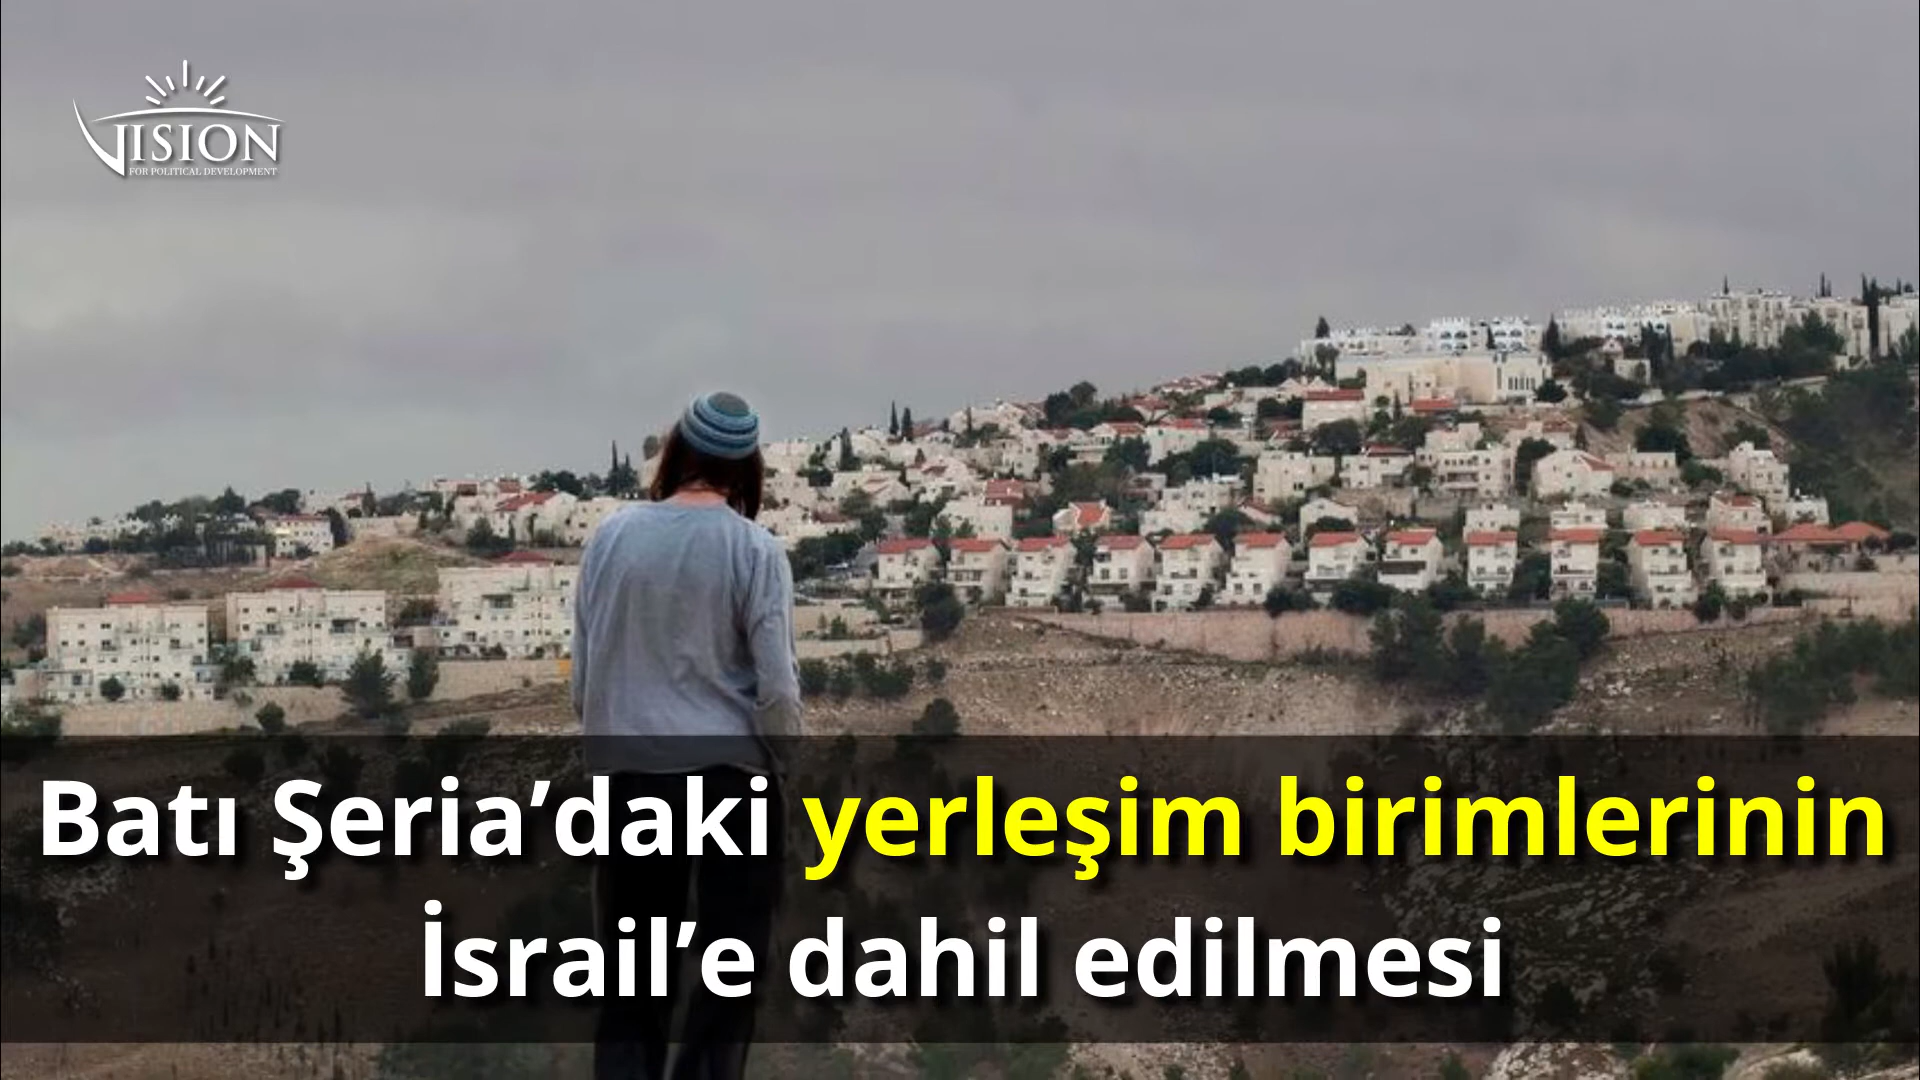 VISION
FOR POLITICAL DEVELOPMENT
Batı Şeria’daki yerleşim birimlerinin
İsrail’e dahil edilmesi